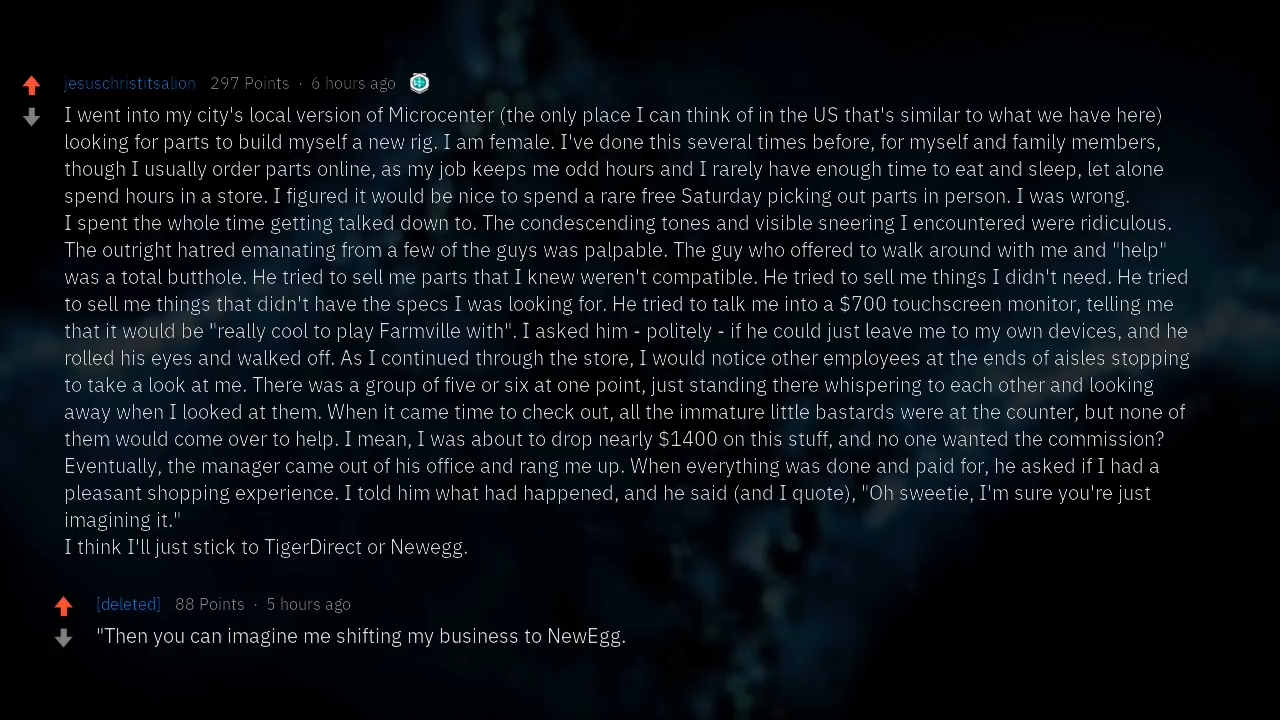 jesuschristitsalion 297 Points · 6 hours ago
I went into my city's local version of Microcenter (the only place I can think of in the US that's similar to what we have here)
looking for parts to build myself a new rig. I am female. I've done this several times before, for myself and family members,
though I usually order parts online, as my job keeps me odd hours and I rarely have enough time to eat and sleep, let alone
spend hours in a store. I figured it would be nice to spend a rare free Saturday picking out parts in person. I was wrong.
I spent the whole time getting talked down to. The condescending tones and visible sneering I encountered were ridiculous.
The outright hatred emanating from a few of the guys was palpable. The guy who offered to walk around with me and "help"
was a total butthole. He tried to sell me parts that I knew weren't compatible. He tried to sell me things I didn't need. He tried
to sell me things that didn't have the specs I was looking for. He tried to talk me into a $700 touchscreen monitor, telling me
that it would be "really cool to play Farmville with". I asked him - politely - if he could just leave me to my own devices, and he
rolled his eyes and walked off. As I continued through the store, I would notice other employees at the ends of aisles stopping
to take a look at me. There was a group of five or six at one point, just standing there whispering to each other and looking
away when I looked at them. When it came time to check out, all the immature little bastards were at the counter, but none of
them would come over to help. I mean, I was about to drop nearly $1400 on this stuff, and no one wanted the commission?
Eventually, the manager came out of his office and rang me up. When everything was done and paid for, he asked if I had a
pleasant shopping experience. I told him what had happened, and he said (and I quote), "Oh sweetie, I'm sure you're just
imagining it."
I think I'll just stick to TigerDirect or Newegg.
[deleted] 88 Points · 5 hours ago
"Then you can imagine me shifting my business to NewEgg.